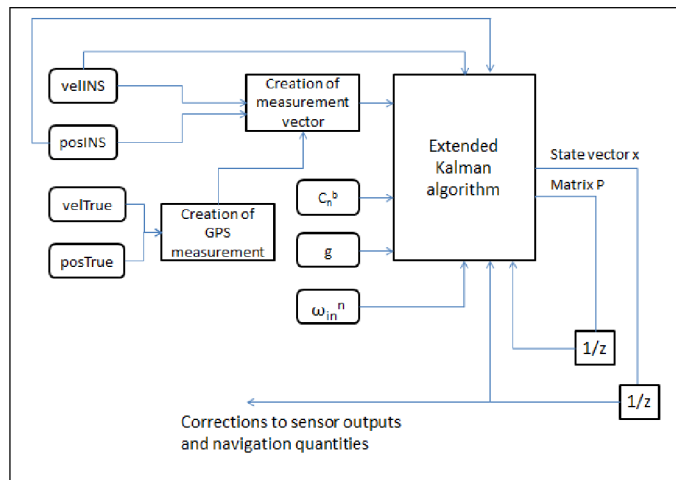 velINS
posINS
velTrue
posTrue
Creation of
measurement
vector
Creation of
GPS
measurement
Cₙᵇ
g
ωᵢₙⁿ
Extended
Kalman
algorithm
State vector x
Matrix P
1/z
1/z
Corrections to sensor outputs
and navigation quantities